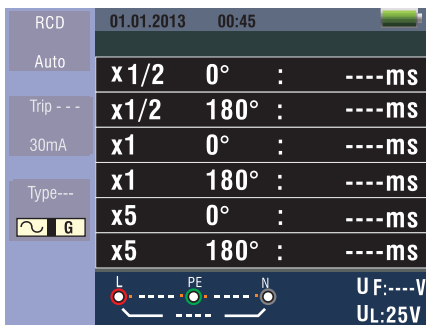 RCD
01.01.2013 00:45
Auto
x1/2 0° : ----ms
x1/2 180° : ----ms
Trip - - -
30mA
x1 0° : ----ms
x1 180° : ----ms
Type---
G
x5 0° : ----ms
x5 180° : ----ms
L PE N
UF:----V
UL:25V